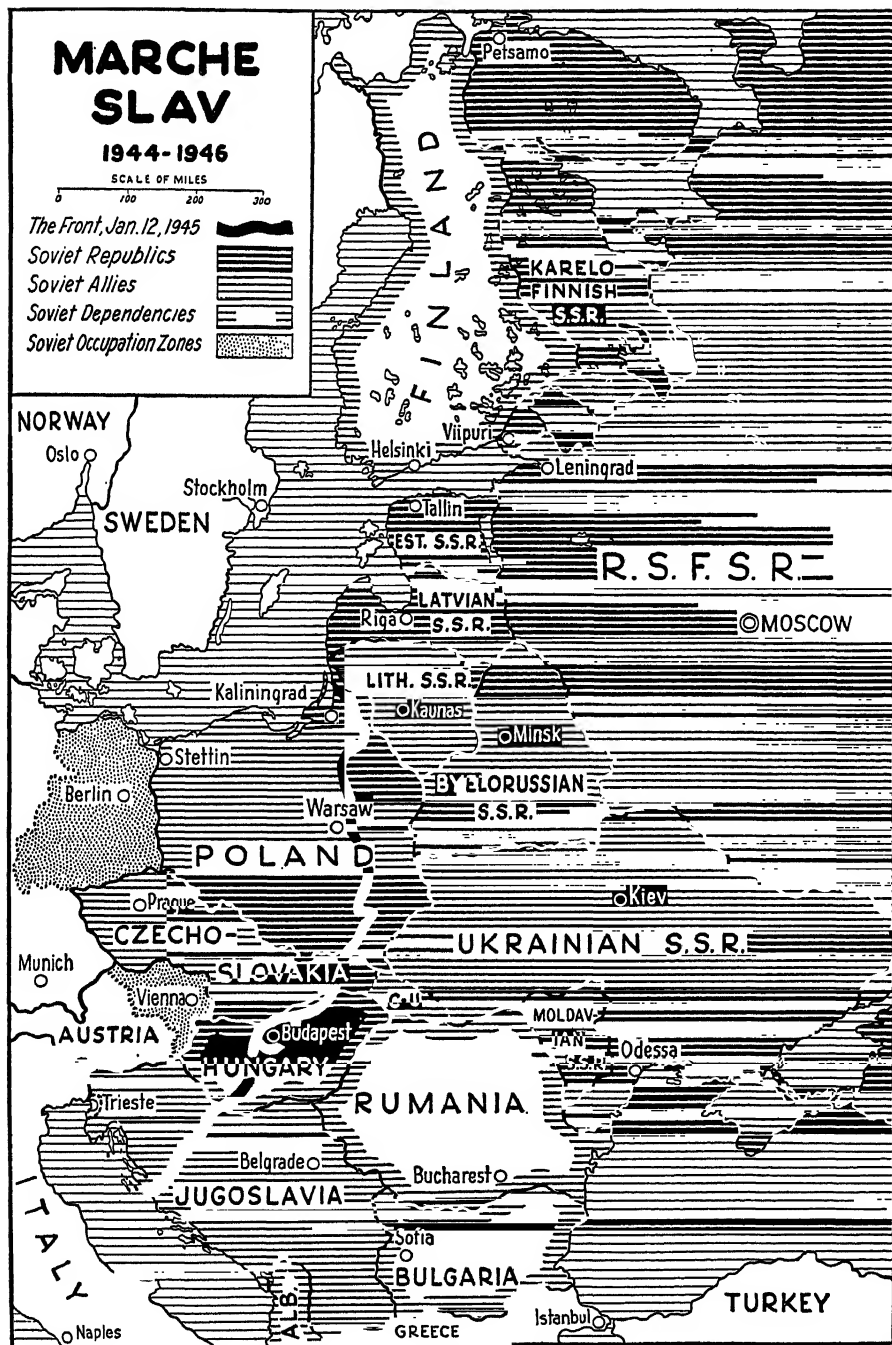 MARCHE
SLAV
1944-1946
SCALE OF MILES
0 100 200 300
The Front, Jan. 12, 1945
Soviet Republics
Soviet Allies
Soviet Dependencies
Soviet Occupation Zones
Petsamo
FINLAND
KARELO
FINNISH
S.S.R.
NORWAY
Oslo
Viipuri
Helsinki
Leningrad
Stockholm
SWEDEN
Tallin
EST. S.S.R.
R. S. F. S. R.
LATVIAN
Riga
S.S.R.
MOSCOW
LITH. S.S.R.
Kaliningrad
Kaunas
Minsk
Stettin
BYELORUSSIAN
S.S.R.
Berlin
Warsaw
POLAND
Kiev
Prague
CZECHO-
UKRAINIAN S.S.R.
Munich
SLOVAKIA
Vienna
MOLDAV-
AUSTRIA
Budapest
IAN
S.S.R.
Odessa
HUNGARY
Trieste
RUMANIA
Belgrade
Bucharest
JUGOSLAVIA
ITALY
Sofia
BULGARIA
ALB.
TURKEY
Istanbul
Naples
GREECE